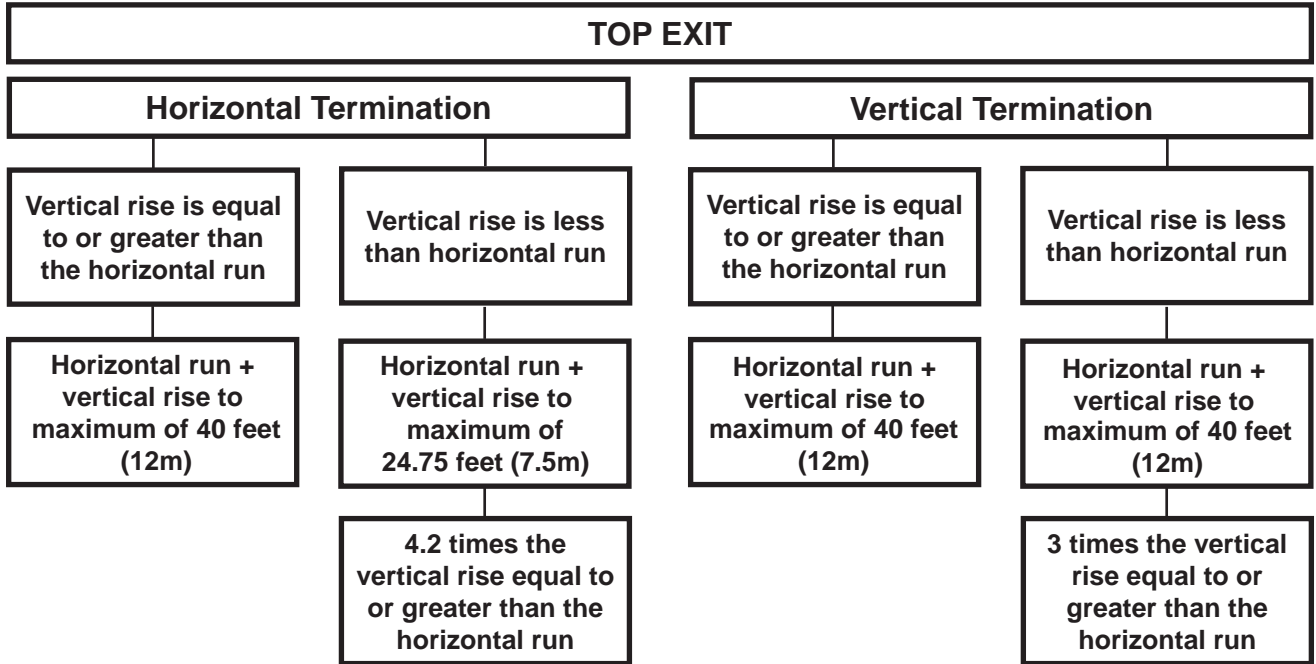 TOP EXIT
Horizontal Termination
Vertical Termination
Vertical rise is equal
to or greater than
the horizontal run
Vertical rise is less
than horizontal run
Vertical rise is equal
to or greater than
the horizontal run
Vertical rise is less
than horizontal run
Horizontal run +
vertical rise to
maximum of 40 feet
(12m)
Horizontal run +
vertical rise to
maximum of
24.75 feet (7.5m)
Horizontal run +
vertical rise to
maximum of 40 feet
(12m)
Horizontal run +
vertical rise to
maximum of 40 feet
(12m)
4.2 times the
vertical rise equal to
or greater than the
horizontal run
3 times the vertical
rise equal to or
greater than the
horizontal run